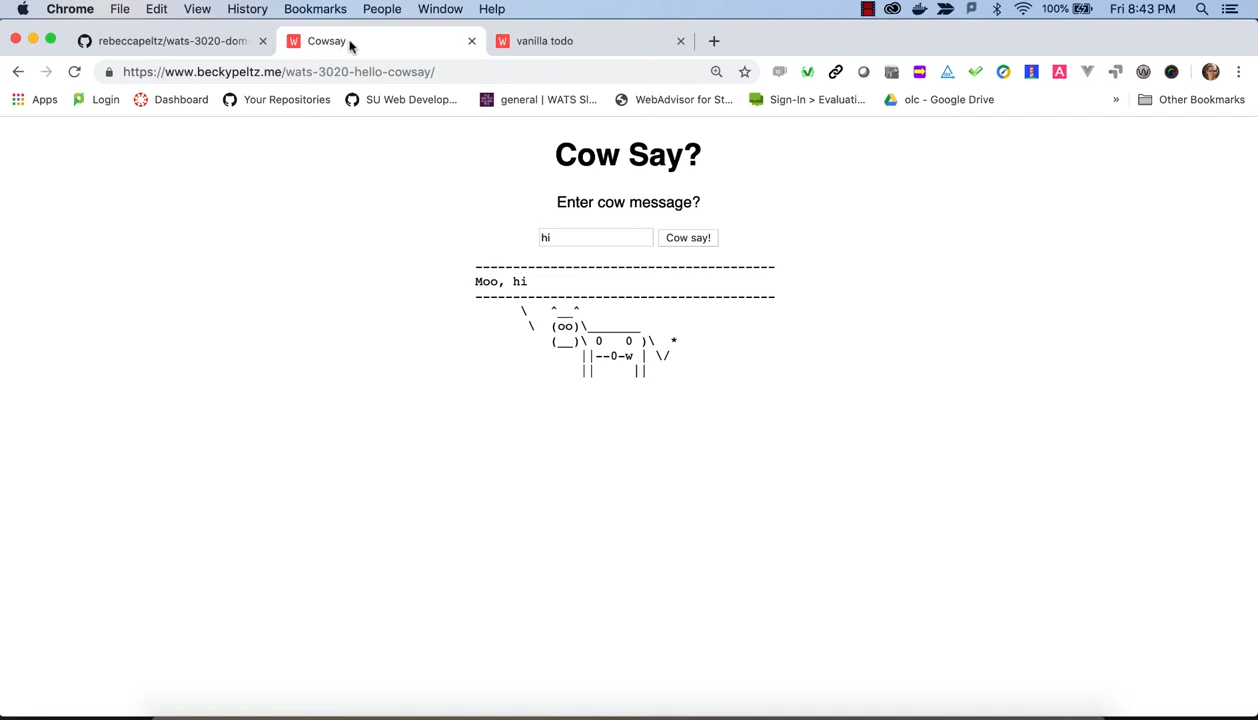 Chrome File Edit View History Bookmarks People Window Help 100% Fri 8:43 PM
rebeccapeltz/wats-3020-dom- Cowsay vanilla todo
https://www.beckypeltz.me/wats-3020-hello-cowsay/
Apps Login Dashboard Your Repositories SU Web Develop... general | WATS Sl... WebAdvisor for St... Sign-In > Evaluati... olc - Google Drive » Other Bookmarks
Cow Say?
Enter cow message?
hi Cow say!
----------------------------------------
Moo, hi
----------------------------------------
      \   ^__^
       \  (oo)\_______
          (__)\ 0   0 )\  *
              ||--0-w | \/
              ||     ||